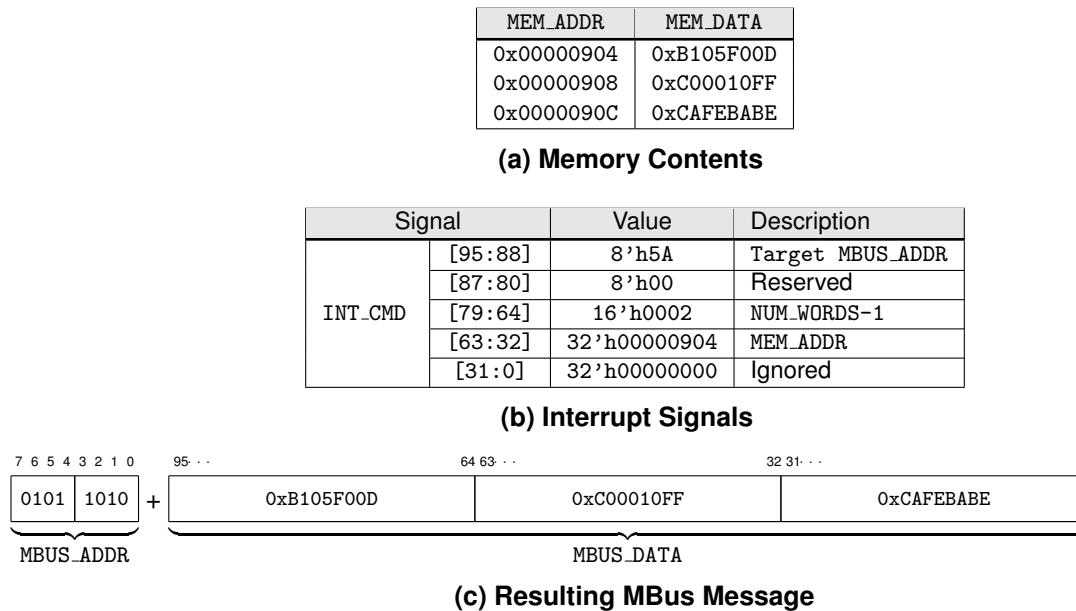 MEM_ADDR MEM_DATA
0x00000904 0xB105F00D
0x00000908 0xC00010FF
0x0000090C 0xCAFEBABE
(a) Memory Contents
Signal Value Description
INT_CMD [95:88] 8'h5A Target MBUS_ADDR
[87:80] 8'h00 Reserved
[79:64] 16'h0002 NUM_WORDS-1
[63:32] 32'h00000904 MEM_ADDR
[31:0] 32'h00000000 Ignored
(b) Interrupt Signals
7 6 5 4 3 2 1 0 95··· 64 63··· 32 31···
0101 1010 + 0xB105F00D 0xC00010FF 0xCAFEBABE
MBUS_ADDR MBUS_DATA
(c) Resulting MBus Message